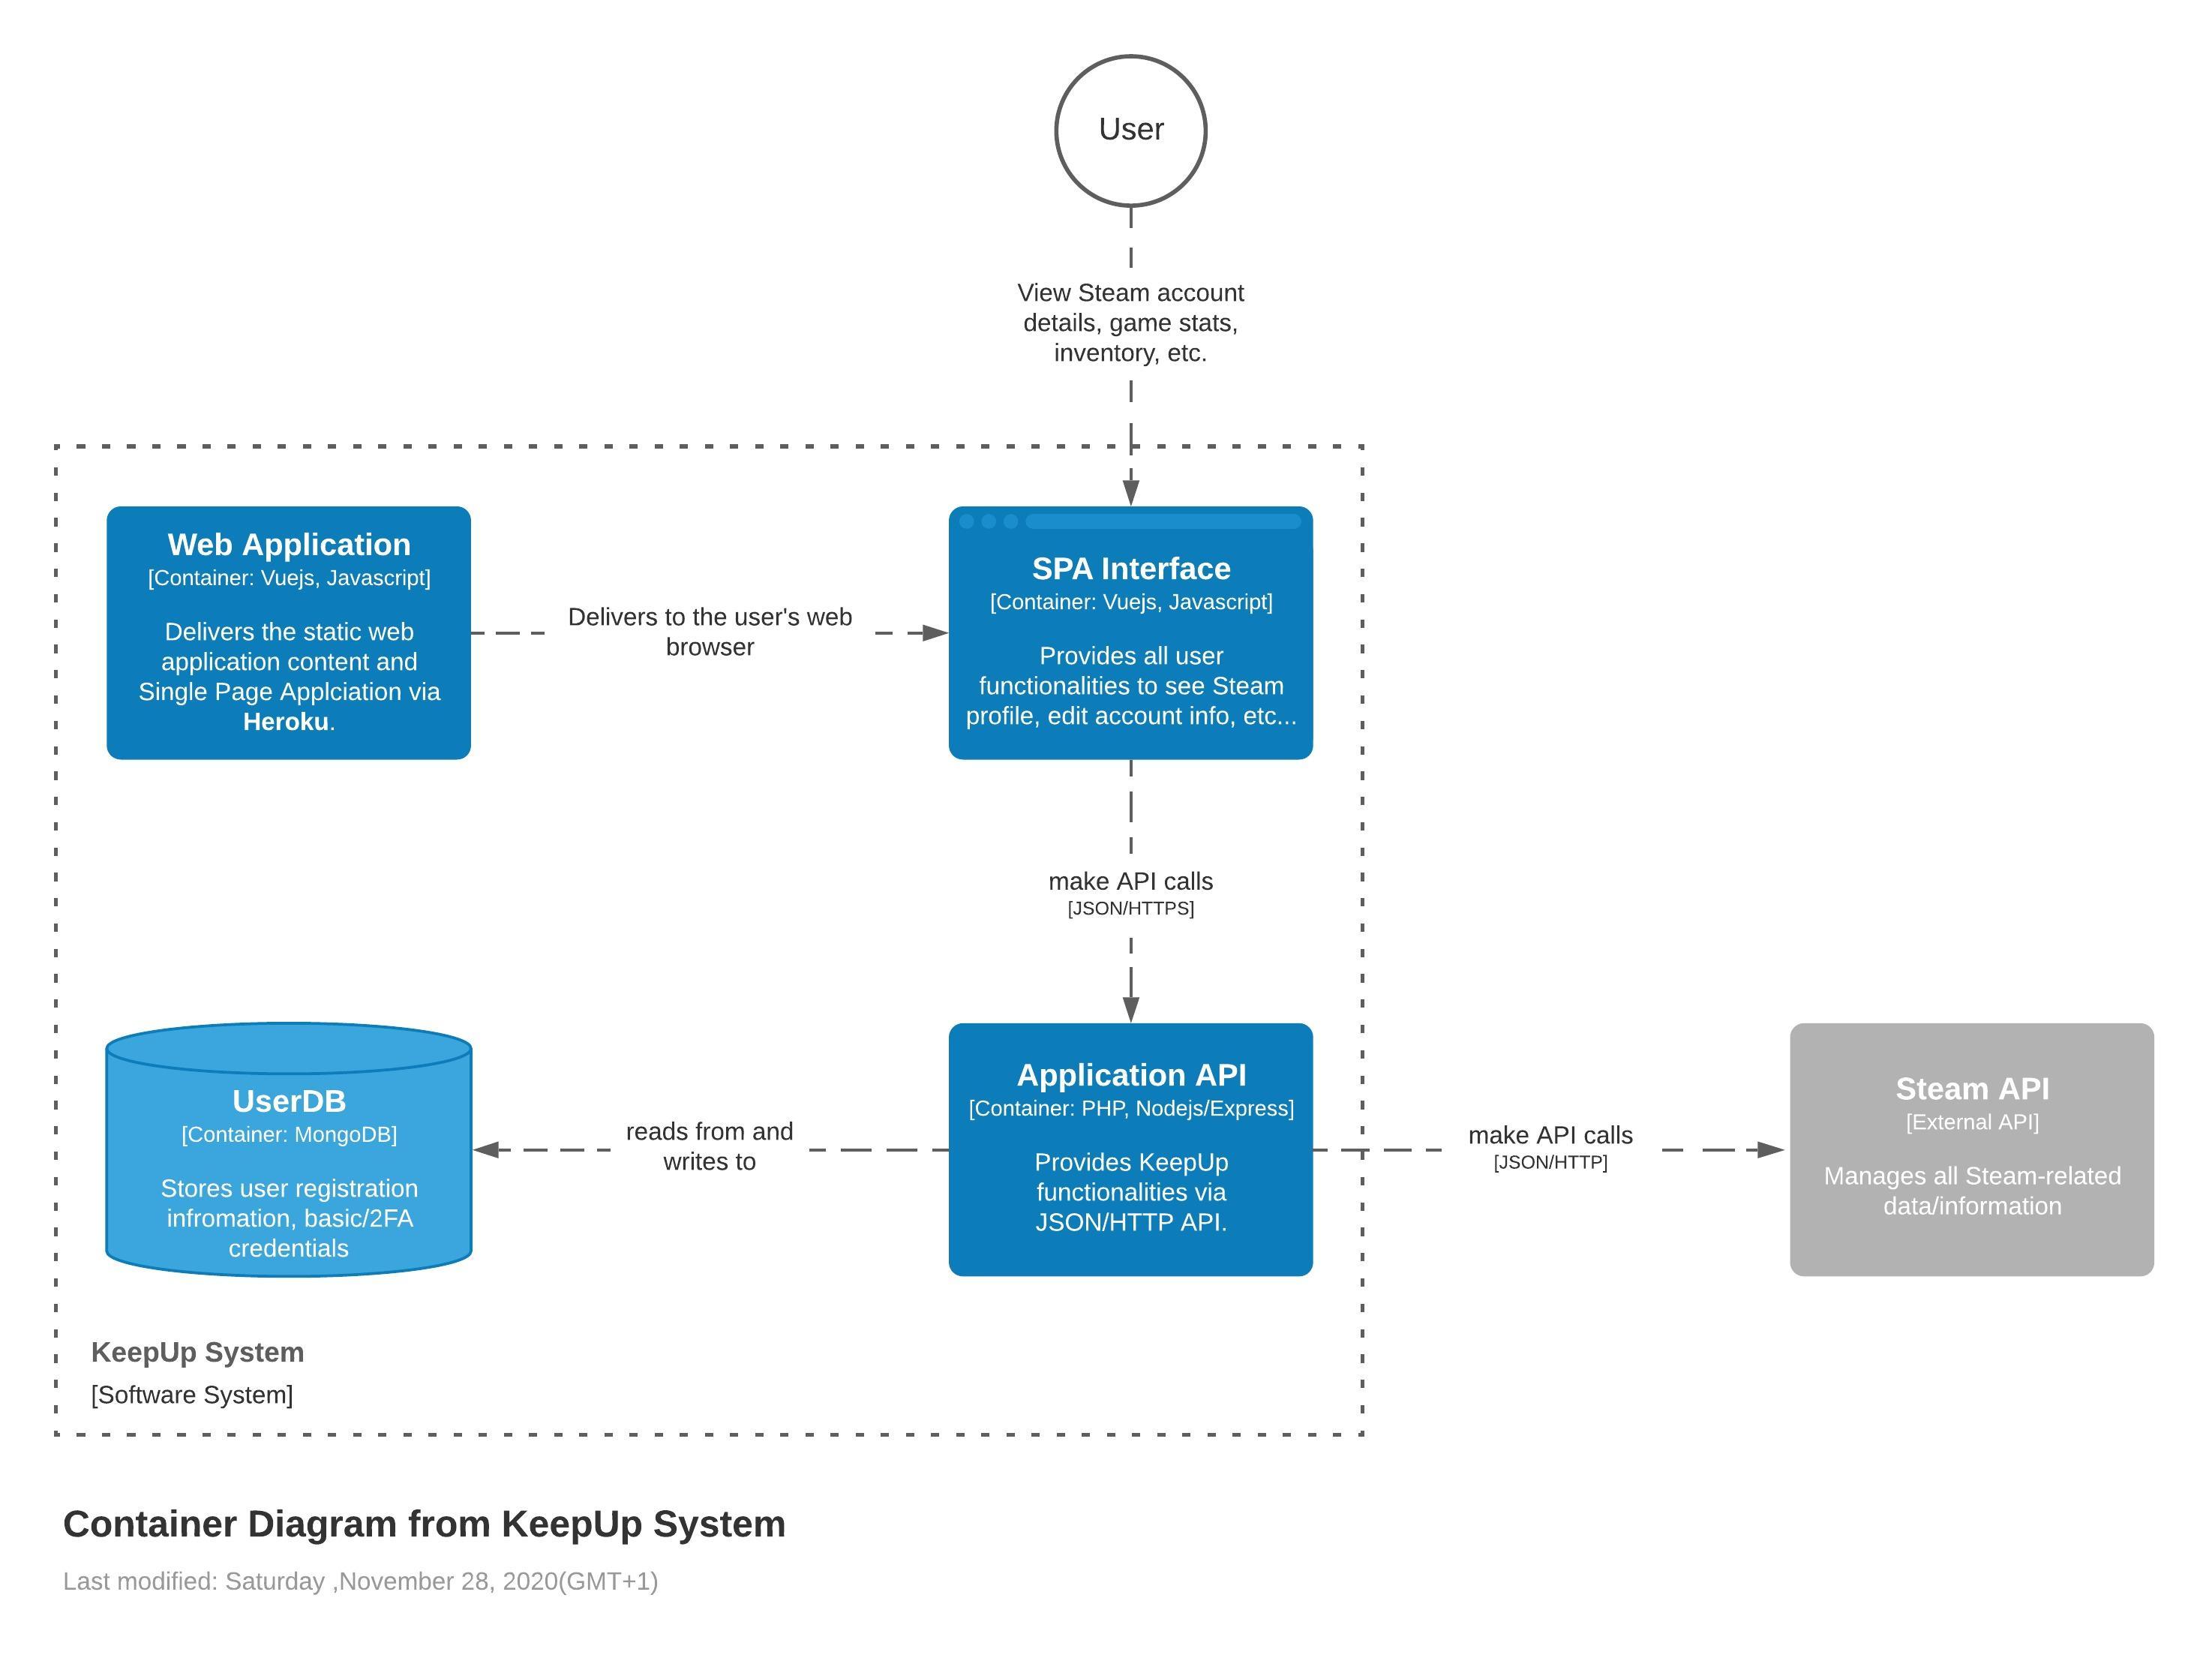 User
View Steam account
details, game stats,
inventory, etc.
Web Application
[Container: Vuejs, Javascript]
Delivers the static web
application content and
Single Page Applciation via
Heroku.
Delivers to the user's web
browser
SPA Interface
[Container: Vuejs, Javascript]
Provides all user
functionalities to see Steam
profile, edit account info, etc...
make API calls
[JSON/HTTPS]
UserDB
[Container: MongoDB]
Stores user registration
infromation, basic/2FA
credentials
reads from and
writes to
Application API
[Container: PHP, Nodejs/Express]
Provides KeepUp
functionalities via
JSON/HTTP API.
make API calls
[JSON/HTTP]
Steam API
[External API]
Manages all Steam-related
data/information
KeepUp System
[Software System]
Container Diagram from KeepUp System
Last modified: Saturday ,November 28, 2020(GMT+1)